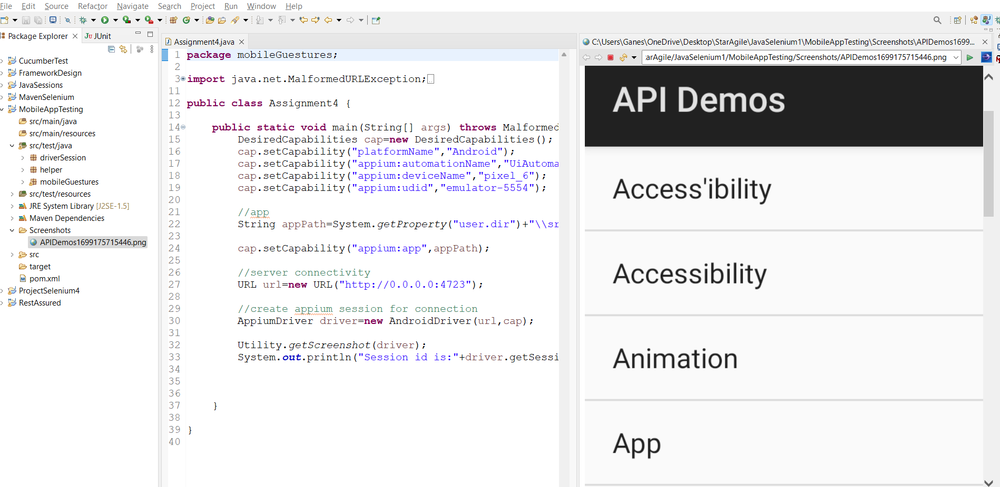 File Edit Source Refactor Navigate Search Project Run Window Help
Package Explorer
JUnit
CucumberTest
FrameworkDesign
JavaSessions
MavenSelenium
MobileAppTesting
src/main/java
src/main/resources
src/test/java
driverSession
helper
mobileGuestures
src/test/resources
JRE System Library [J2SE-1.5]
Maven Dependencies
Screenshots
APIDemos1699175715446.png
src
target
pom.xml
ProjectSelenium4
RestAssured
Assignment4.java
1 package mobileGuestures;
2
3 import java.net.MalformedURLException;
11
12 public class Assignment4 {
13
14 public static void main(String[] args) throws Malformed
15 DesiredCapabilities cap=new DesiredCapabilities();
16 cap.setCapability("platformName","Android");
17 cap.setCapability("appium:automationName","UiAutoma
18 cap.setCapability("appium:deviceName","pixel_6");
19 cap.setCapability("appium:udid","emulator-5554");
20
21 //app
22 String appPath=System.getProperty("user.dir")+"\\sr
23
24 cap.setCapability("appium:app",appPath);
25
26 //server connectivity
27 URL url=new URL("http://0.0.0.0:4723");
28
29 //create appium session for connection
30 AppiumDriver driver=new AndroidDriver(url,cap);
31
32 Utility.getScreenshot(driver);
33 System.out.println("Session id is:"+driver.getSessi
34
35
36
37 }
38
39 }
40
C:\Users\Ganes\OneDrive\Desktop\StarAgile\JavaSelenium1\MobileAppTesting\Screenshots\APIDemos1699...
:arAgile/JavaSelenium1/MobileAppTesting/Screenshots/APIDemos1699175715446.png
API Demos
Access'ibility
Accessibility
Animation
App